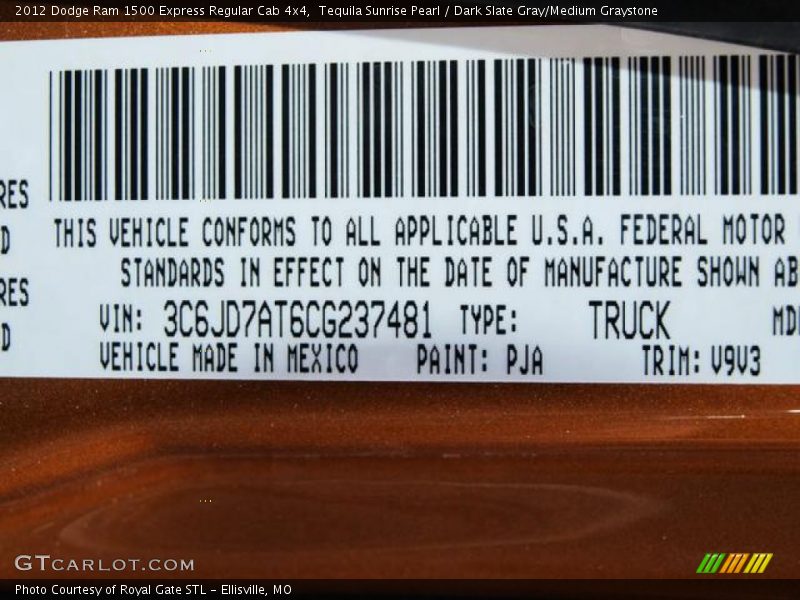 2012 Dodge Ram 1500 Express Regular Cab 4x4,  Tequila Sunrise Pearl / Dark Slate Gray/Medium Graystone
RES
D
RES
D
THIS VEHICLE CONFORMS TO ALL APPLICABLE U.S.A. FEDERAL MOTOR
STANDARDS IN EFFECT ON THE DATE OF MANUFACTURE SHOWN AB
VIN: 3C6JD7AT6CG237481 TYPE: TRUCK MD
VEHICLE MADE IN MEXICO PAINT: PJA TRIM: V9V3
GTCARLOT.COM
Photo Courtesy of Royal Gate STL - Ellisville, MO